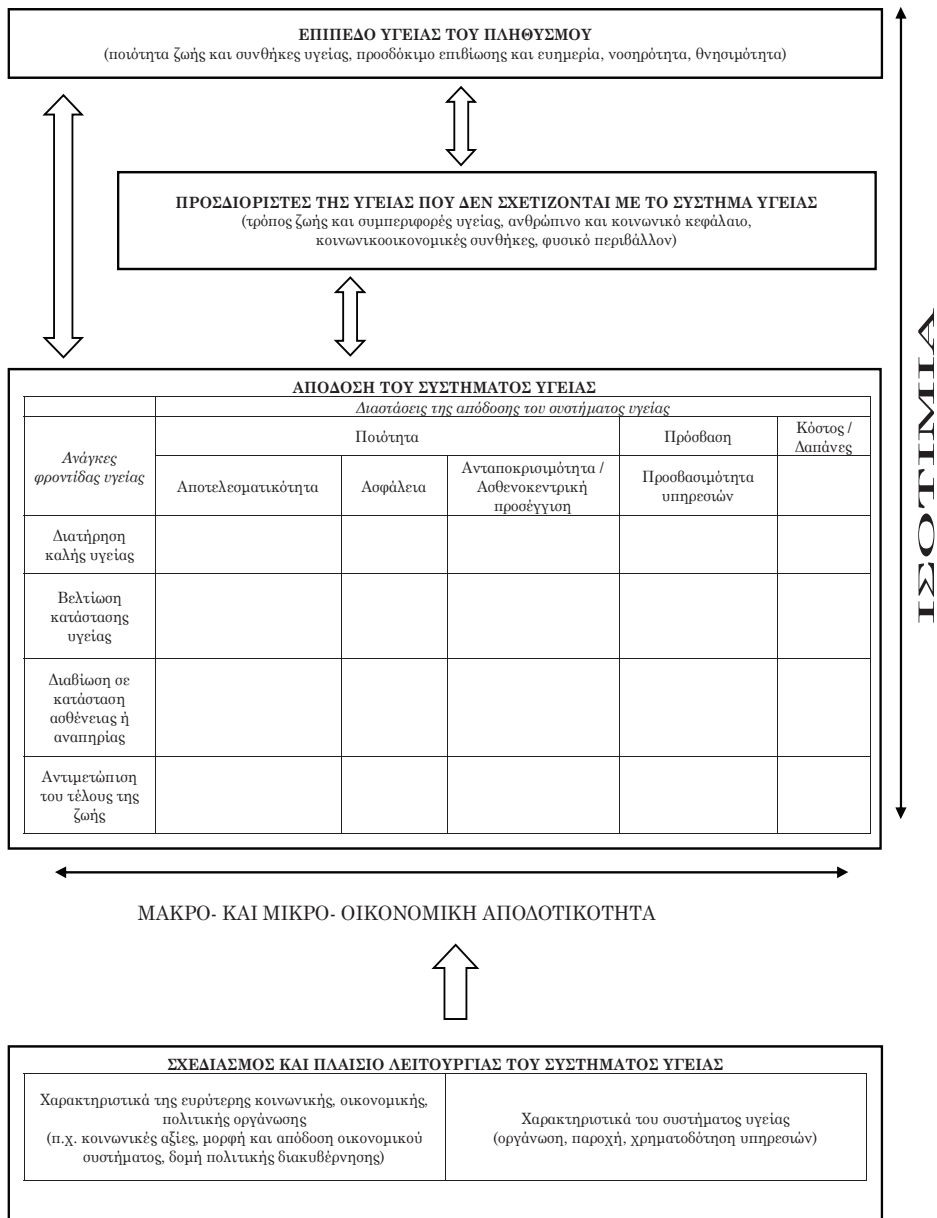 ΕΠΙΠΕΔΟ ΥΓΕΙΑΣ ΤΟΥ ΠΛΗΘΥΣΜΟΥ
(ποιότητα ζωής και συνθήκες υγείας, προσδόκιμο επιβίωσης και ευημερία, νοσηρότητα, θνησιμότητα)
ΠΡΟΣΔΙΟΡΙΣΤΕΣ ΤΗΣ ΥΓΕΙΑΣ ΠΟΥ ΔΕΝ ΣΧΕΤΙΖΟΝΤΑΙ ΜΕ ΤΟ ΣΥΣΤΗΜΑ ΥΓΕΙΑΣ
(τρόπος ζωής και συμπεριφορές υγείας, ανθρώπινο και κοινωνικό κεφάλαιο,
κοινωνικοοικονομικές συνθήκες, φυσικό περιβάλλον)
ΙΣΟΤΙΜΙΑ
ΑΠΟΔΟΣΗ ΤΟΥ ΣΥΣΤΗΜΑΤΟΣ ΥΓΕΙΑΣ
Διαστάσεις της απόδοσης του συστήματος υγείας
Ανάγκες
φροντίδας υγείας
Ποιότητα
Πρόσβαση
Κόστος /
Δαπάνες
Αποτελεσματικότητα
Ασφάλεια
Ανταποκρισιμότητα /
Ασθενοκεντρική
προσέγγιση
Προσβασιμότητα
υπηρεσιών
Διατήρηση
καλής υγείας
Βελτίωση
κατάστασης
υγείας
Διαβίωση σε
κατάσταση
ασθένειας ή
αναπηρίας
Αντιμετώπιση
του τέλους της
ζωής
ΜΑΚΡΟ- ΚΑΙ ΜΙΚΡΟ- ΟΙΚΟΝΟΜΙΚΗ ΑΠΟΔΟΤΙΚΟΤΗΤΑ
ΣΧΕΔΙΑΣΜΟΣ ΚΑΙ ΠΛΑΙΣΙΟ ΛΕΙΤΟΥΡΓΙΑΣ ΤΟΥ ΣΥΣΤΗΜΑΤΟΣ ΥΓΕΙΑΣ
Χαρακτηριστικά της ευρύτερης κοινωνικής, οικονομικής,
πολιτικής οργάνωσης
(π.χ. κοινωνικές αξίες, μορφή και απόδοση οικονομικού
συστήματος, δομή πολιτικής διακυβέρνησης)
Χαρακτηριστικά του συστήματος υγείας
(οργάνωση, παροχή, χρηματοδότηση υπηρεσιών)